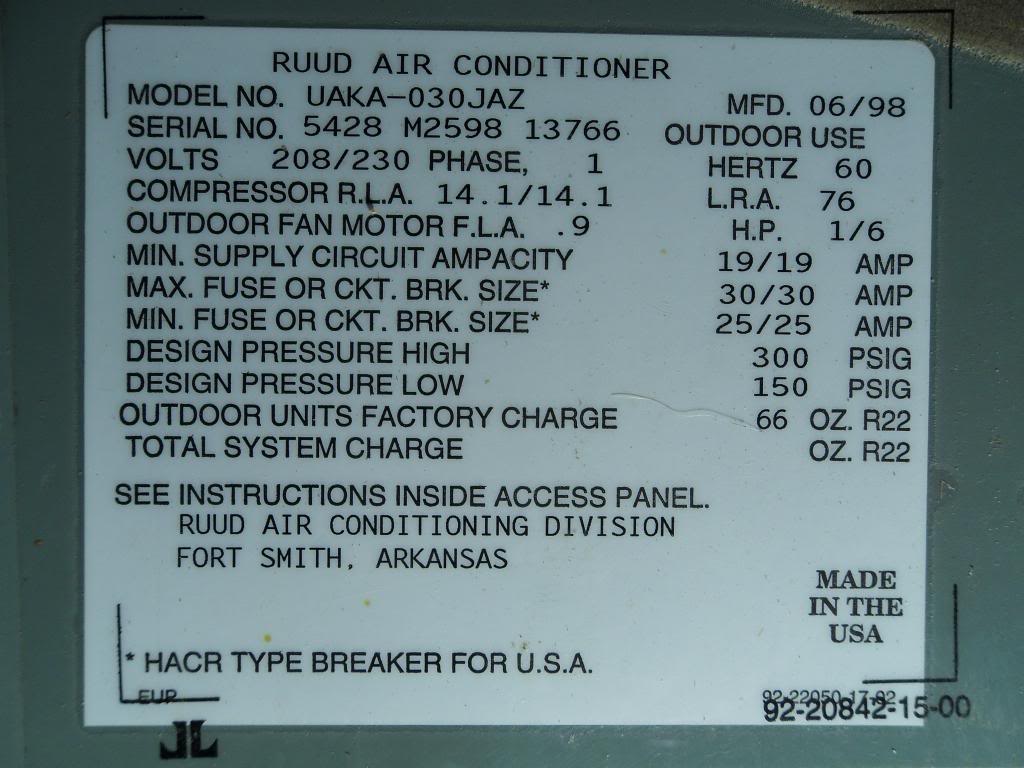 RUUD AIR CONDITIONER
MODEL NO. UAKA-030JAZ MFD. 06/98
SERIAL NO. 5428 M2598 13766 OUTDOOR USE
VOLTS 208/230 PHASE, 1 HERTZ 60
COMPRESSOR R.L.A. 14.1/14.1 L.R.A. 76
OUTDOOR FAN MOTOR F.L.A. .9 H.P. 1/6
MIN. SUPPLY CIRCUIT AMPACITY 19/19 AMP
MAX. FUSE OR CKT. BRK. SIZE* 30/30 AMP
MIN. FUSE OR CKT. BRK. SIZE* 25/25 AMP
DESIGN PRESSURE HIGH 300 PSIG
DESIGN PRESSURE LOW 150 PSIG
OUTDOOR UNITS FACTORY CHARGE 66 OZ. R22
TOTAL SYSTEM CHARGE OZ. R22
SEE INSTRUCTIONS INSIDE ACCESS PANEL.
RUUD AIR CONDITIONING DIVISION
FORT SMITH, ARKANSAS
MADE
IN THE
USA
* HACR TYPE BREAKER FOR U.S.A.
EUP
92-20842-15-00